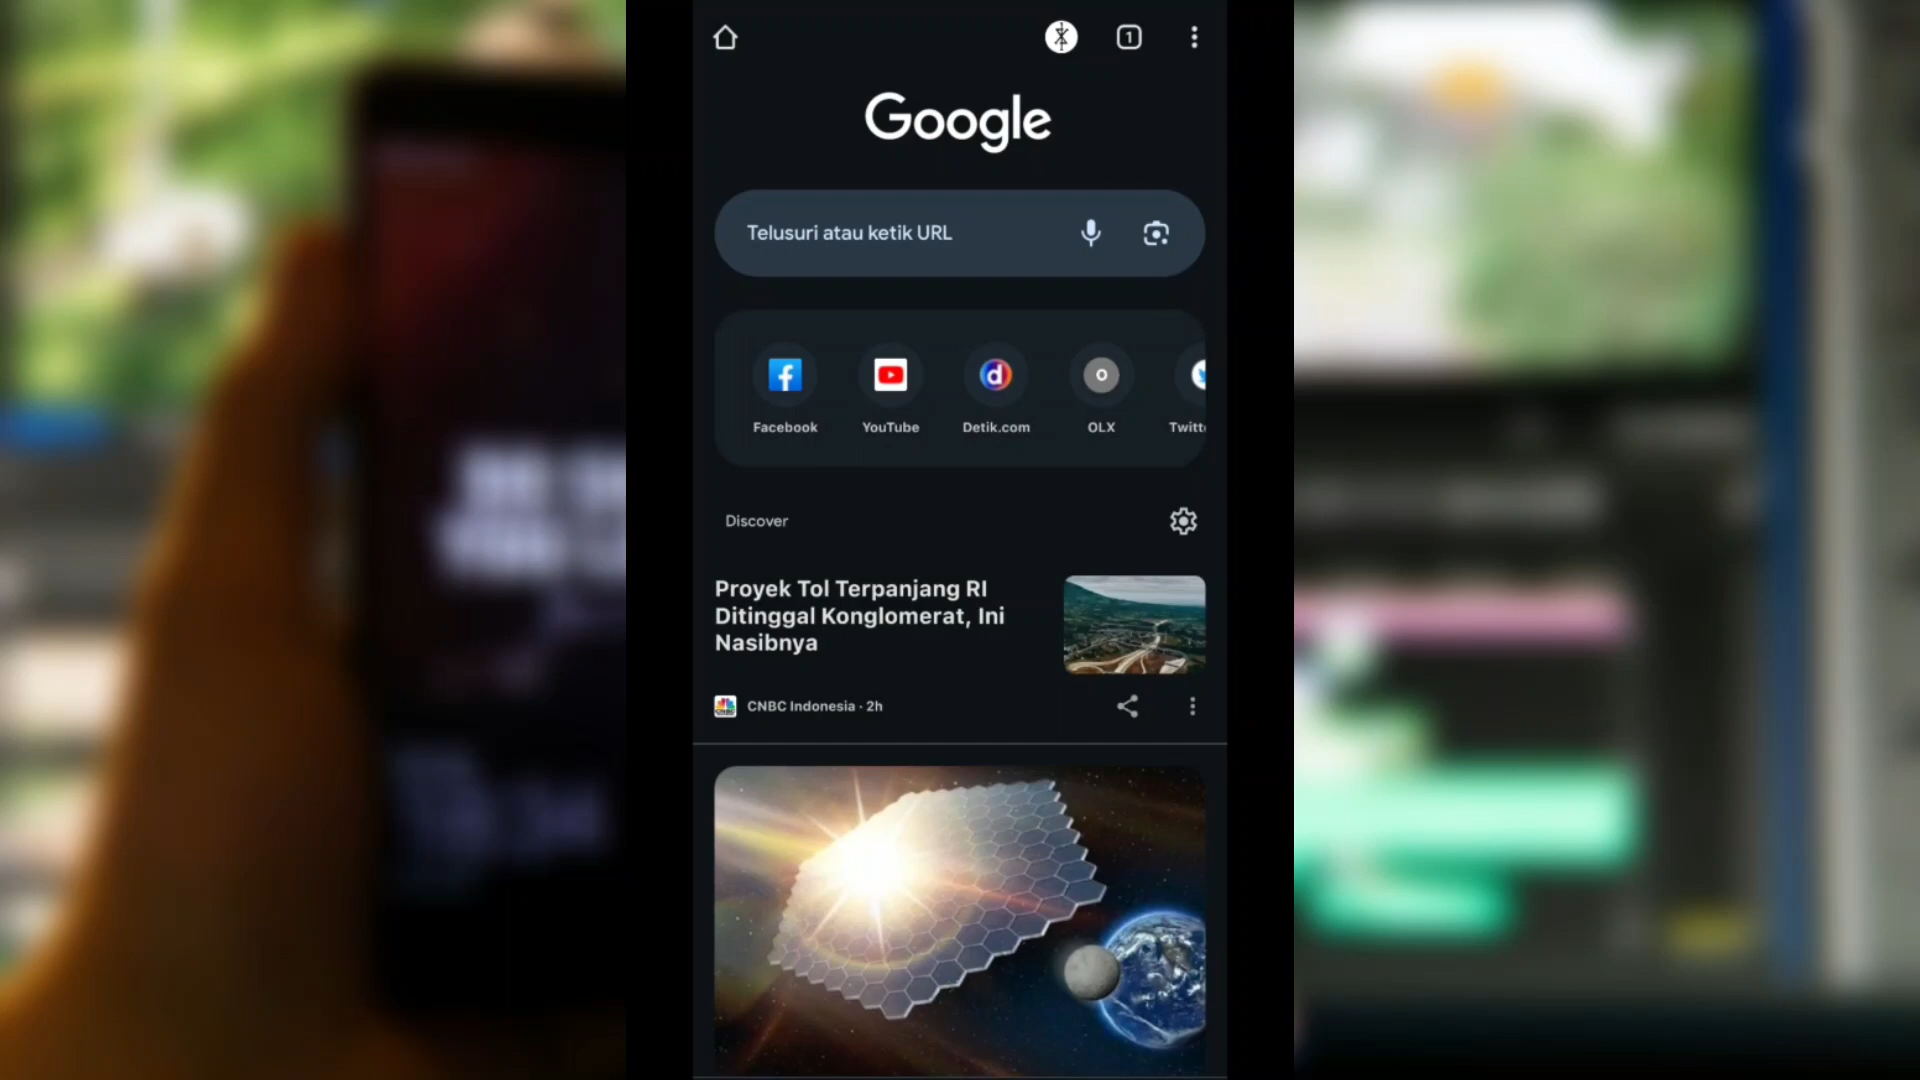 1
Google
Telusuri atau ketik URL
Facebook
YouTube
Detik.com
OLX
Discover
Proyek Tol Terpanjang RI
Ditinggal Konglomerat, Ini
Nasibnya
CNBC Indonesia · 2h